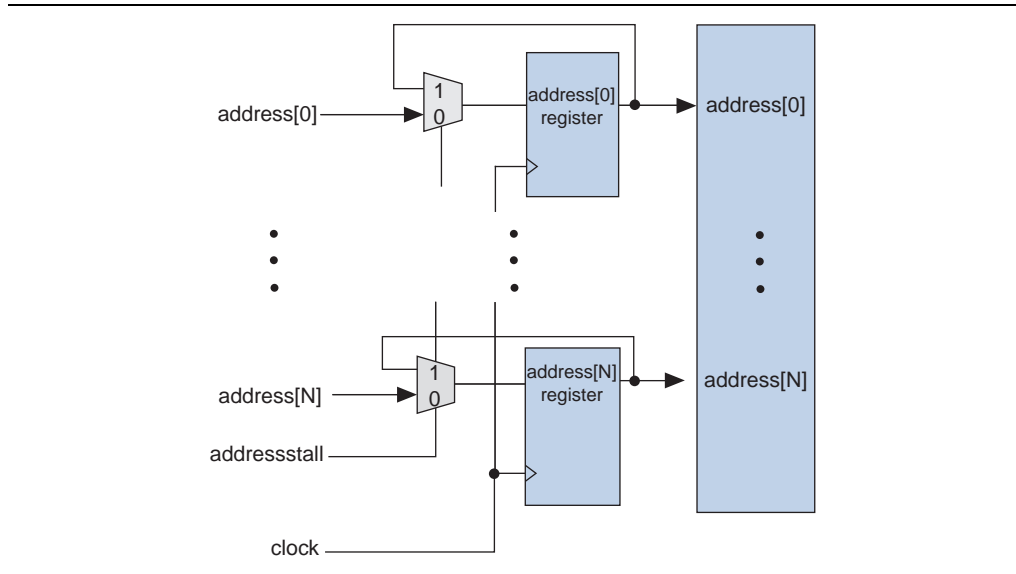 address[0]
1
0
address[0]
register
address[0]
address[N]
1
0
address[N]
register
address[N]
addressstall
clock